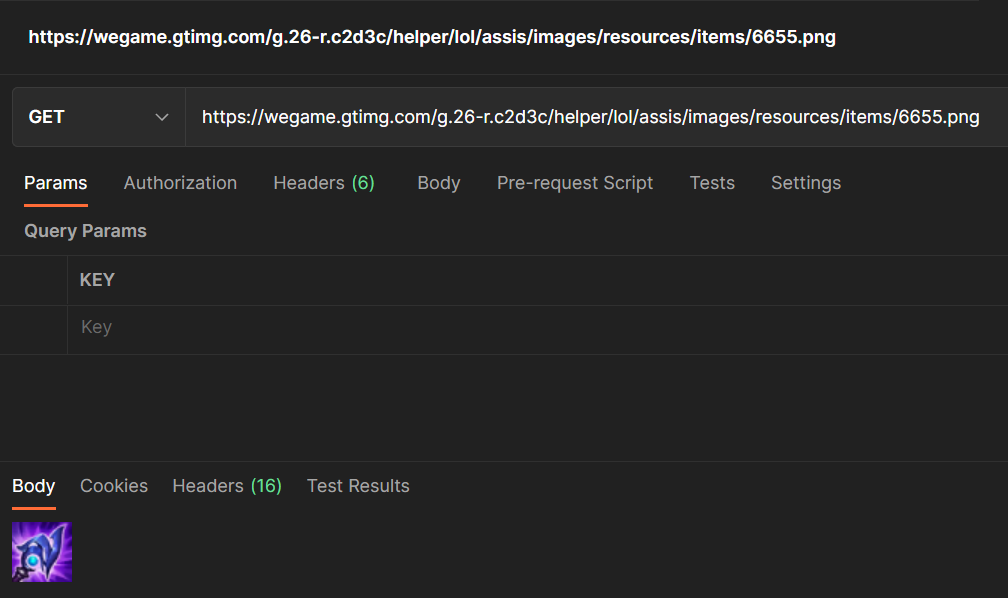 https://wegame.gtimg.com/g.26-r.c2d3c/helper/lol/assis/images/resources/items/6655.png
GET https://wegame.gtimg.com/g.26-r.c2d3c/helper/lol/assis/images/resources/items/6655.png
Params Authorization Headers (6) Body Pre-request Script Tests Settings
Query Params
KEY
Key
Body Cookies Headers (16) Test Results